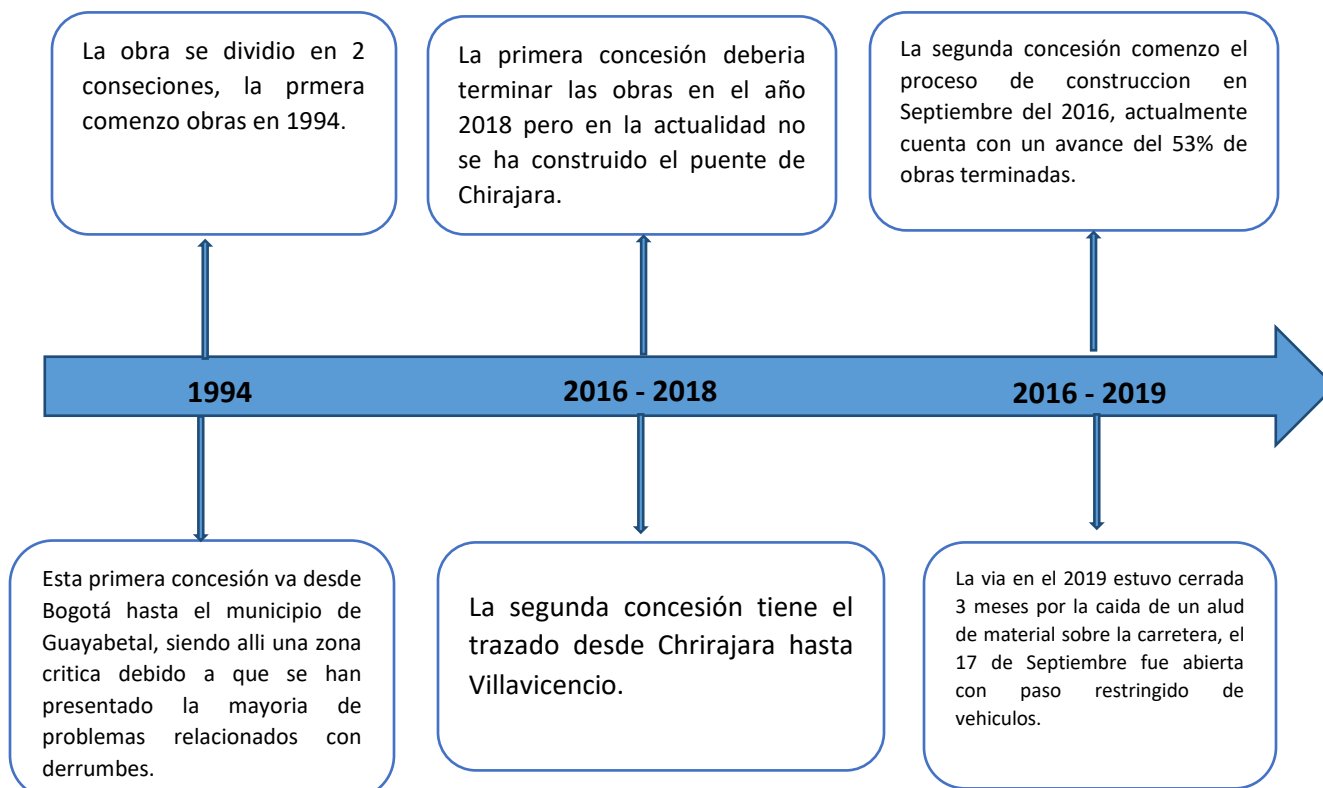 La obra se dividio en 2
conseciones, la prmera
comenzo obras en 1994.
La primera concesión deberia
terminar las obras en el año
2018 pero en la actualidad no
se ha construido el puente de
Chirajara.
La segunda concesión comenzo el
proceso de construccion en
Septiembre del 2016, actualmente
cuenta con un avance del 53% de
obras terminadas.
1994
2016 - 2018
2016 - 2019
Esta primera concesión va desde
Bogotá hasta el municipio de
Guayabetal, siendo alli una zona
critica debido a que se han
presentado la mayoria de
problemas relacionados con
derrumbes.
La segunda concesión tiene el
trazado desde Chrirajara hasta
Villavicencio.
La via en el 2019 estuvo cerrada
3 meses por la caida de un alud
de material sobre la carretera, el
17 de Septiembre fue abierta
con paso restringido de
vehiculos.